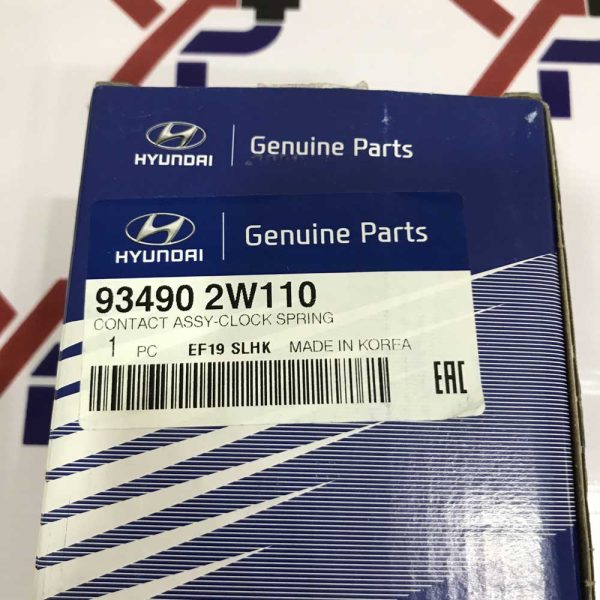 HYUNDAI
Genuine Parts
HYUNDAI
Genuine Parts
93490 2W110
CONTACT ASSY-CLOCK SPRING
1 PC EF19 SLHK MADE IN KOREA
EAC